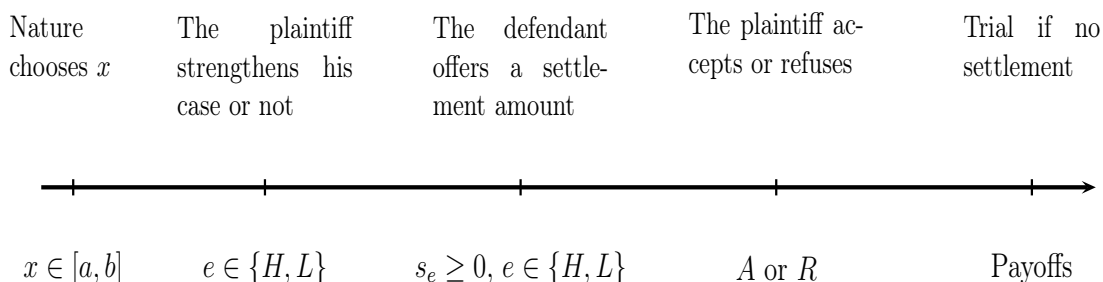 Nature
chooses x
The plaintiff
strengthens his
case or not
The defendant
offers a settle-
ment amount
The plaintiff ac-
cepts or refuses
Trial if no
settlement
x ∈ [a, b]
e ∈ {H, L}
s_e ≥ 0, e ∈ {H, L}
A or R
Payoffs